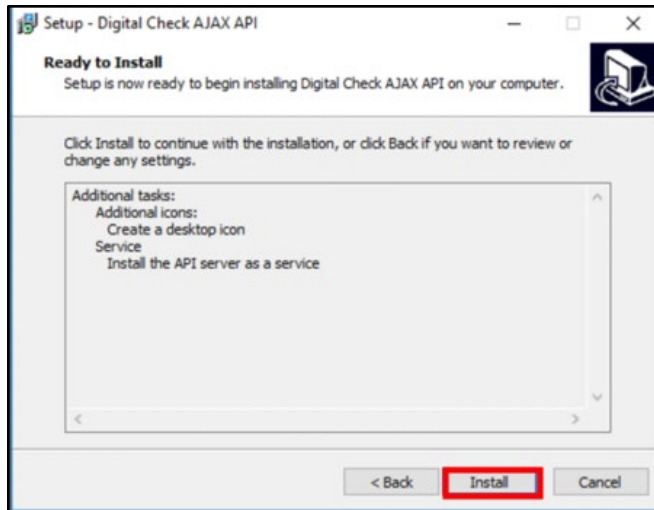 Setup - Digital Check AJAX API
Ready to Install
Setup is now ready to begin installing Digital Check AJAX API on your computer.
Click Install to continue with the installation, or click Back if you want to review or
change any settings.
Additional tasks:
Additional icons:
Create a desktop icon
Service
Install the API server as a service
< Back Install Cancel